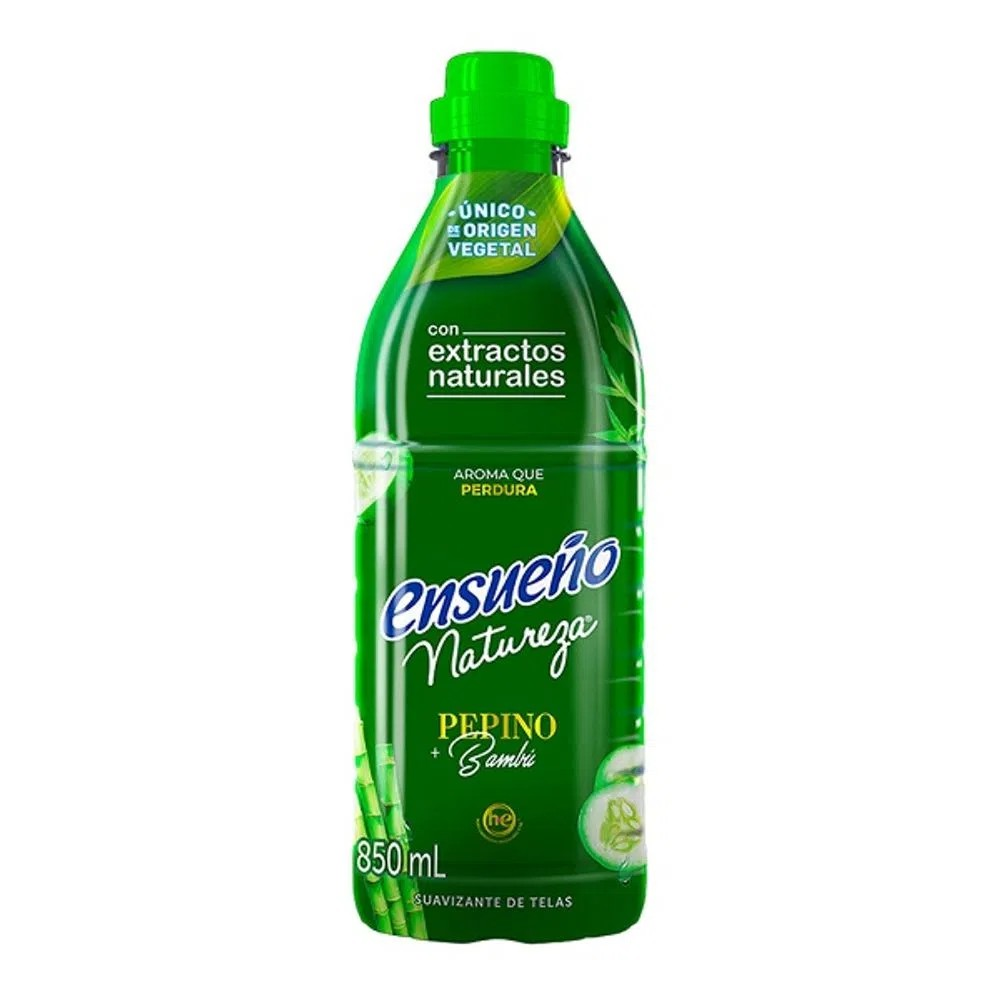 ÚNICO
DE ORIGEN
VEGETAL
con
extractos
naturales
AROMA QUE
PERDURA
ensueño
Natureza®
PEPINO
+ Bambú
he
850 mL
SUAVIZANTE DE TELAS